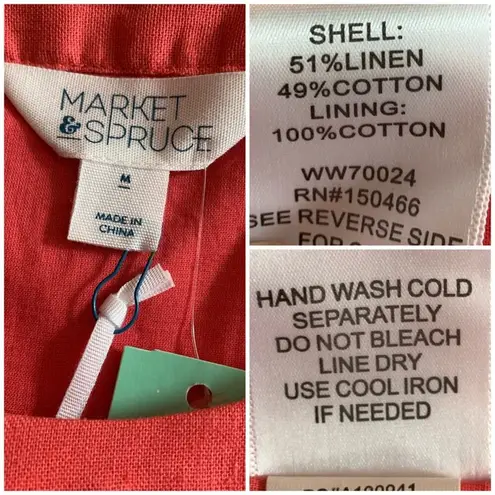 MARKET
&SPRUCE
M
MADE IN
CHINA
SHELL:
51%LINEN
49%COTTON
LINING:
100%COTTON
WW70024
RN#150466
SEE REVERSE SIDE
FOR
HAND WASH COLD
SEPARATELY
DO NOT BLEACH
LINE DRY
USE COOL IRON
IF NEEDED